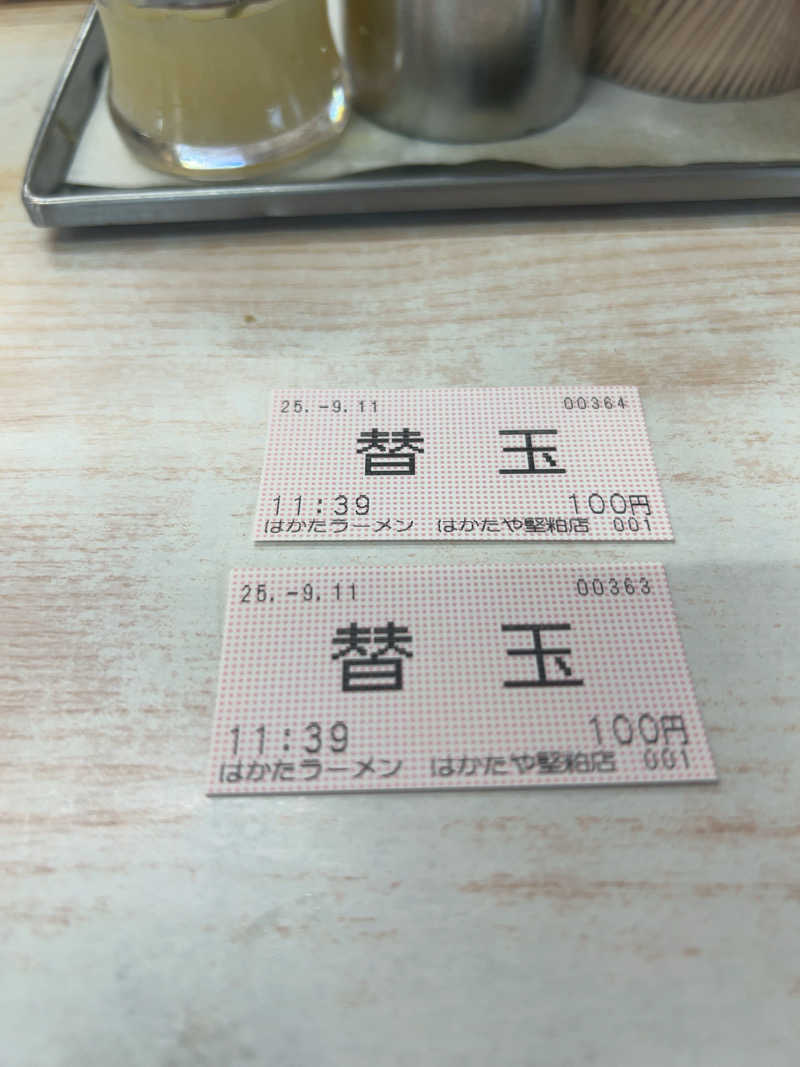 25.-9.11 00364
替 玉
11:39 100円
はかたラーメン はかたや堅粕店 001
25.-9.11 00363
替 玉
11:39 100円
はかたラーメン はかたや堅粕店 001